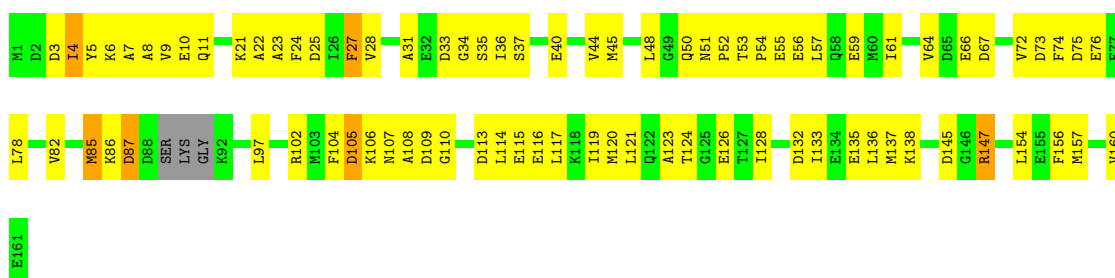 M1 D2 D3 I4 Y5 K6 A7 A8 V9 E10 Q11 K21 A22 A23 F24 D25 I26 F27 V28 A31 E32 D33 G34 S35 I36 S37 E40 V44 M45 L48 G49 Q50 N51 P52 T53 P54 E55 E56 L57 Q58 E59 M60 I61 V64 D65 E66 D67 V72 D73 F74 D75 E76 F77
L78 V82 M85 K86 D87 D88 SER LYS GLY K92 L97 R102 M103 F104 D105 K106 N107 A108 D109 G110 D113 L114 E115 E116 L117 K118 I119 M120 L121 Q122 A123 T124 G125 E126 T127 I128 D132 I133 E134 E135 L136 M137 K138 D145 G146 R147 L154 E155 F156 M157 V160
E161